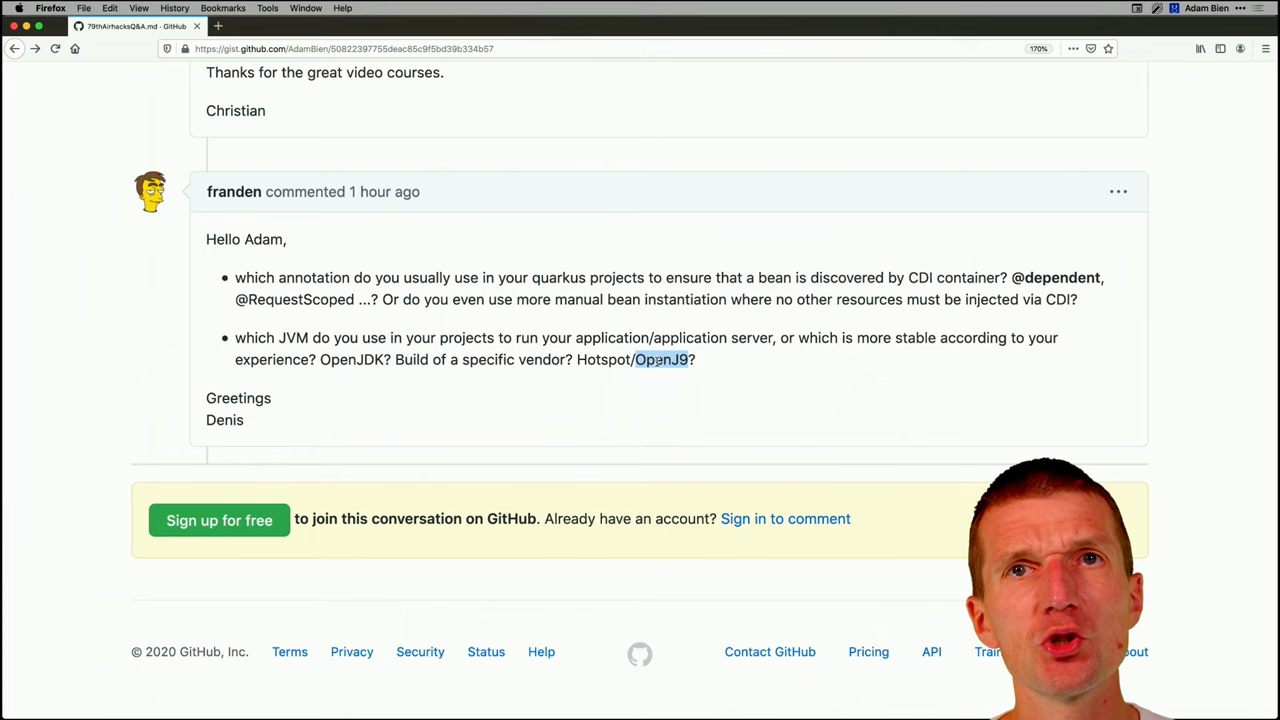 Firefox File Edit View History Bookmarks Tools Window Help Adam Bien
79thAirhacksQ&A.md · GitHub
https://gist.github.com/AdamBien/50822397755deac85c9f5bd39b334b57 170%
Thanks for the great video courses.
Christian
franden commented 1 hour ago
Hello Adam,
which annotation do you usually use in your quarkus projects to ensure that a bean is discovered by CDI container? @dependent,
@RequestScoped ...? Or do you even use more manual bean instantiation where no other resources must be injected via CDI?
which JVM do you use in your projects to run your application/application server, or which is more stable according to your
experience? OpenJDK? Build of a specific vendor? Hotspot/OpenJ9?
Greetings
Denis
Sign up for free to join this conversation on GitHub. Already have an account? Sign in to comment
© 2020 GitHub, Inc. Terms Privacy Security Status Help Contact GitHub Pricing API